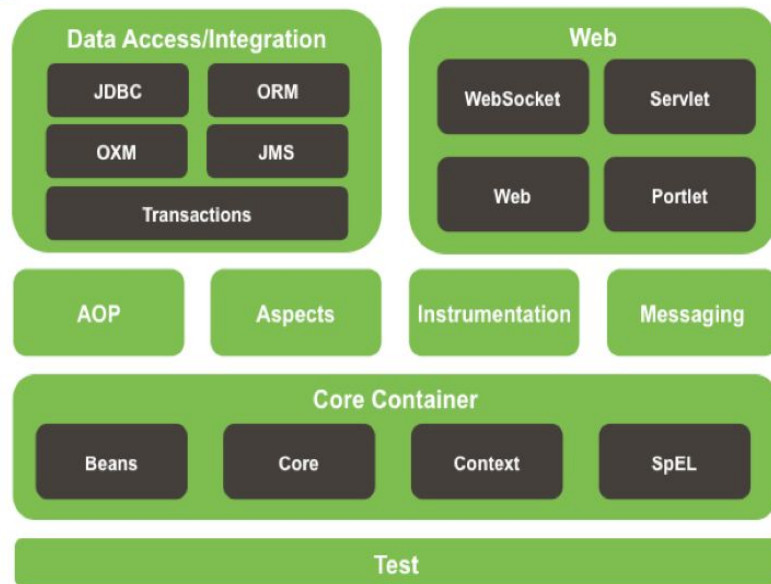 Data Access/Integration
JDBC
ORM
OXM
JMS
Transactions
Web
WebSocket
Servlet
Web
Portlet
AOP
Aspects
Instrumentation
Messaging
Core Container
Beans
Core
Context
SpEL
Test